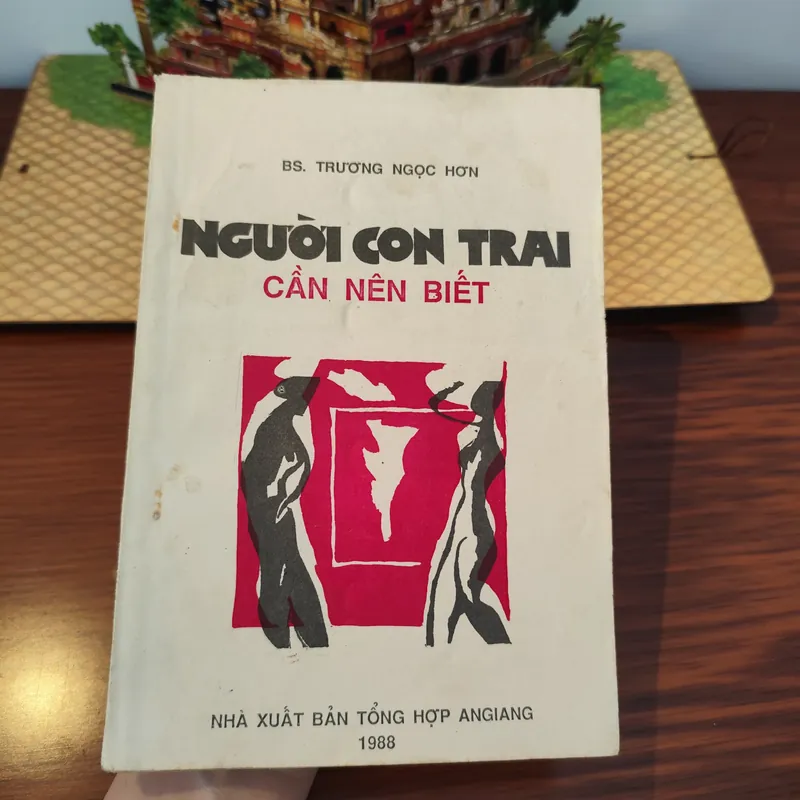 BS. TRƯƠNG NGỌC HƠN
NGƯỜI CON TRAI
CẦN NÊN BIẾT
NHÀ XUẤT BẢN TỔNG HỢP ANGIANG
1988